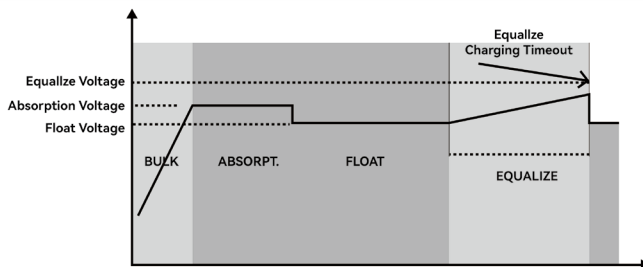 Equallze
Charging Timeout
Equallze Voltage
Absorption Voltage
Float Voltage
BULK
ABSORPT.
FLOAT
EQUALIZE